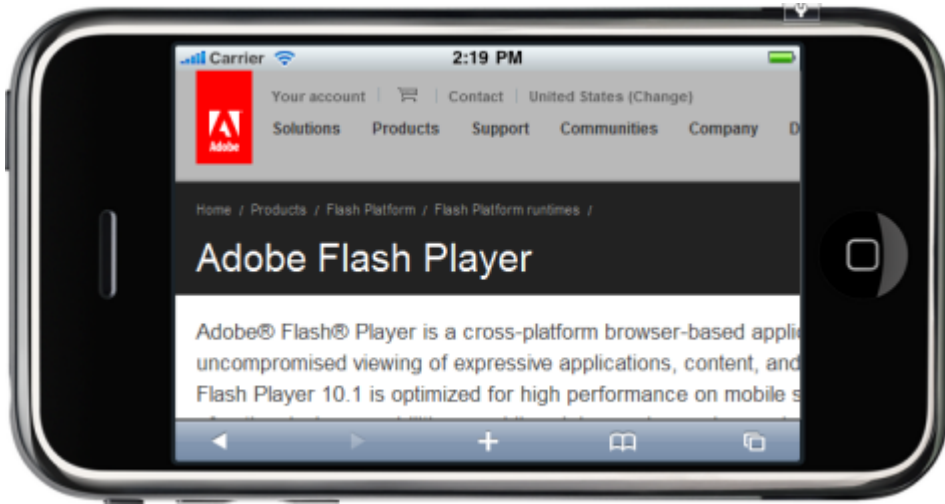 Carrier 2:19 PM
Your account | Contact | United States (Change)
Adobe
Solutions Products Support Communities Company D
Home / Products / Flash Platform / Flash Platform runtimes /
Adobe Flash Player
Adobe® Flash® Player is a cross-platform browser-based appli
uncompromised viewing of expressive applications, content, and
Flash Player 10.1 is optimized for high performance on mobile s